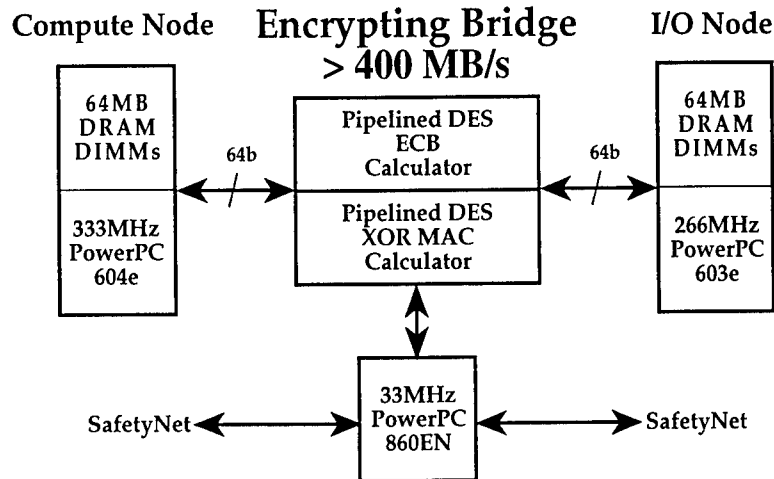 Compute Node
Encrypting Bridge
> 400 MB/s
I/O Node
64MB
DRAM
DIMMs
333MHz
PowerPC
604e
64b
Pipelined DES
ECB
Calculator
Pipelined DES
XOR MAC
Calculator
64b
64MB
DRAM
DIMMs
266MHz
PowerPC
603e
SafetyNet
33MHz
PowerPC
860EN
SafetyNet